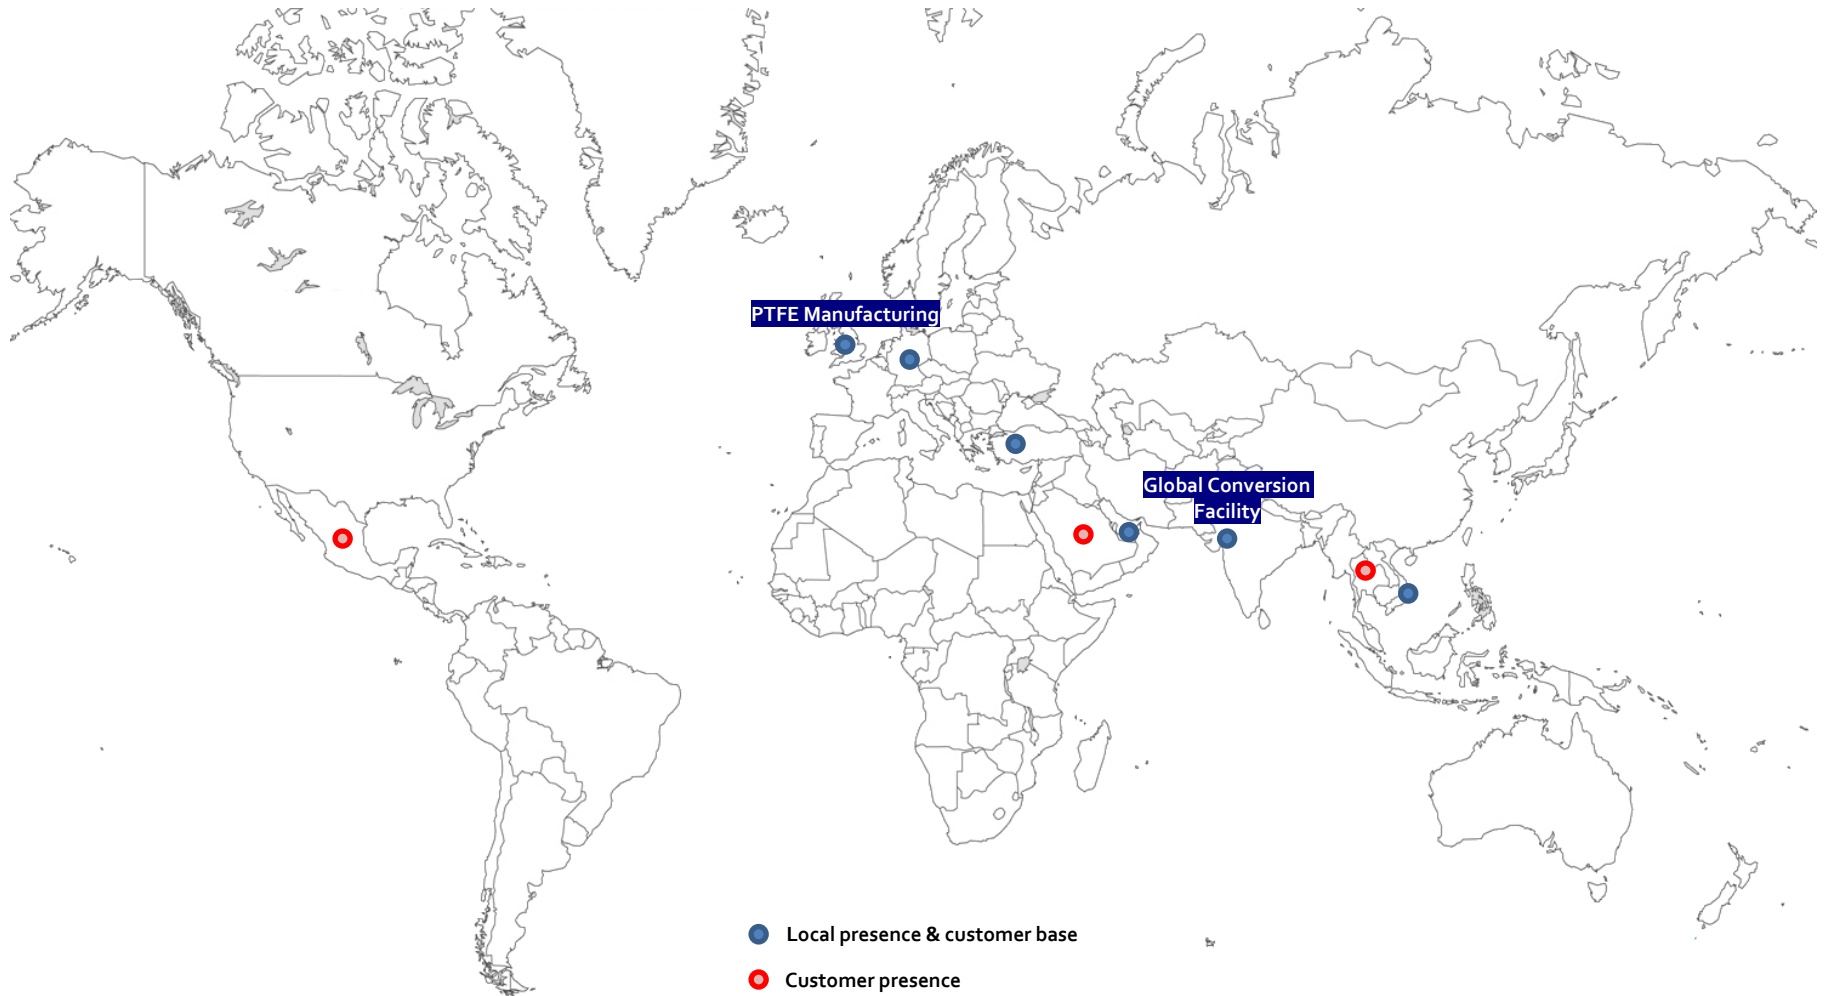 PTFE Manufacturing
Global Conversion
Facility
Local presence & customer base
Customer presence